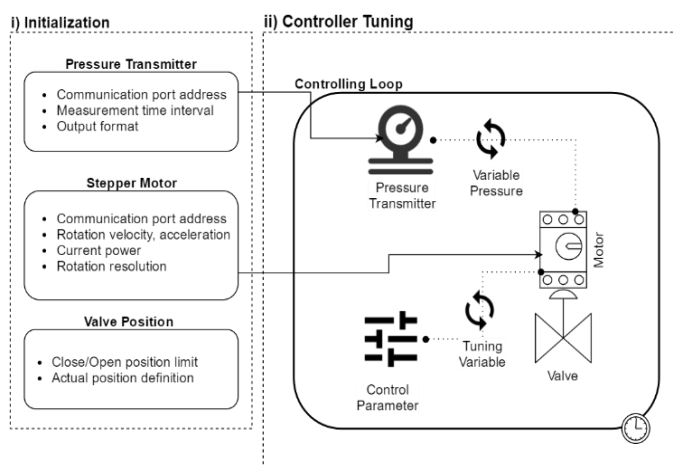 i) Initialization
Pressure Transmitter
• Communication port address
• Measurement time interval
• Output format
Stepper Motor
• Communication port address
• Rotation velocity, acceleration
• Current power
• Rotation resolution
Valve Position
• Close/Open position limit
• Actual position definition
ii) Controller Tuning
Controlling Loop
Pressure
Transmitter
Variable
Pressure
Motor
Tuning
Variable
Valve
Control
Parameter